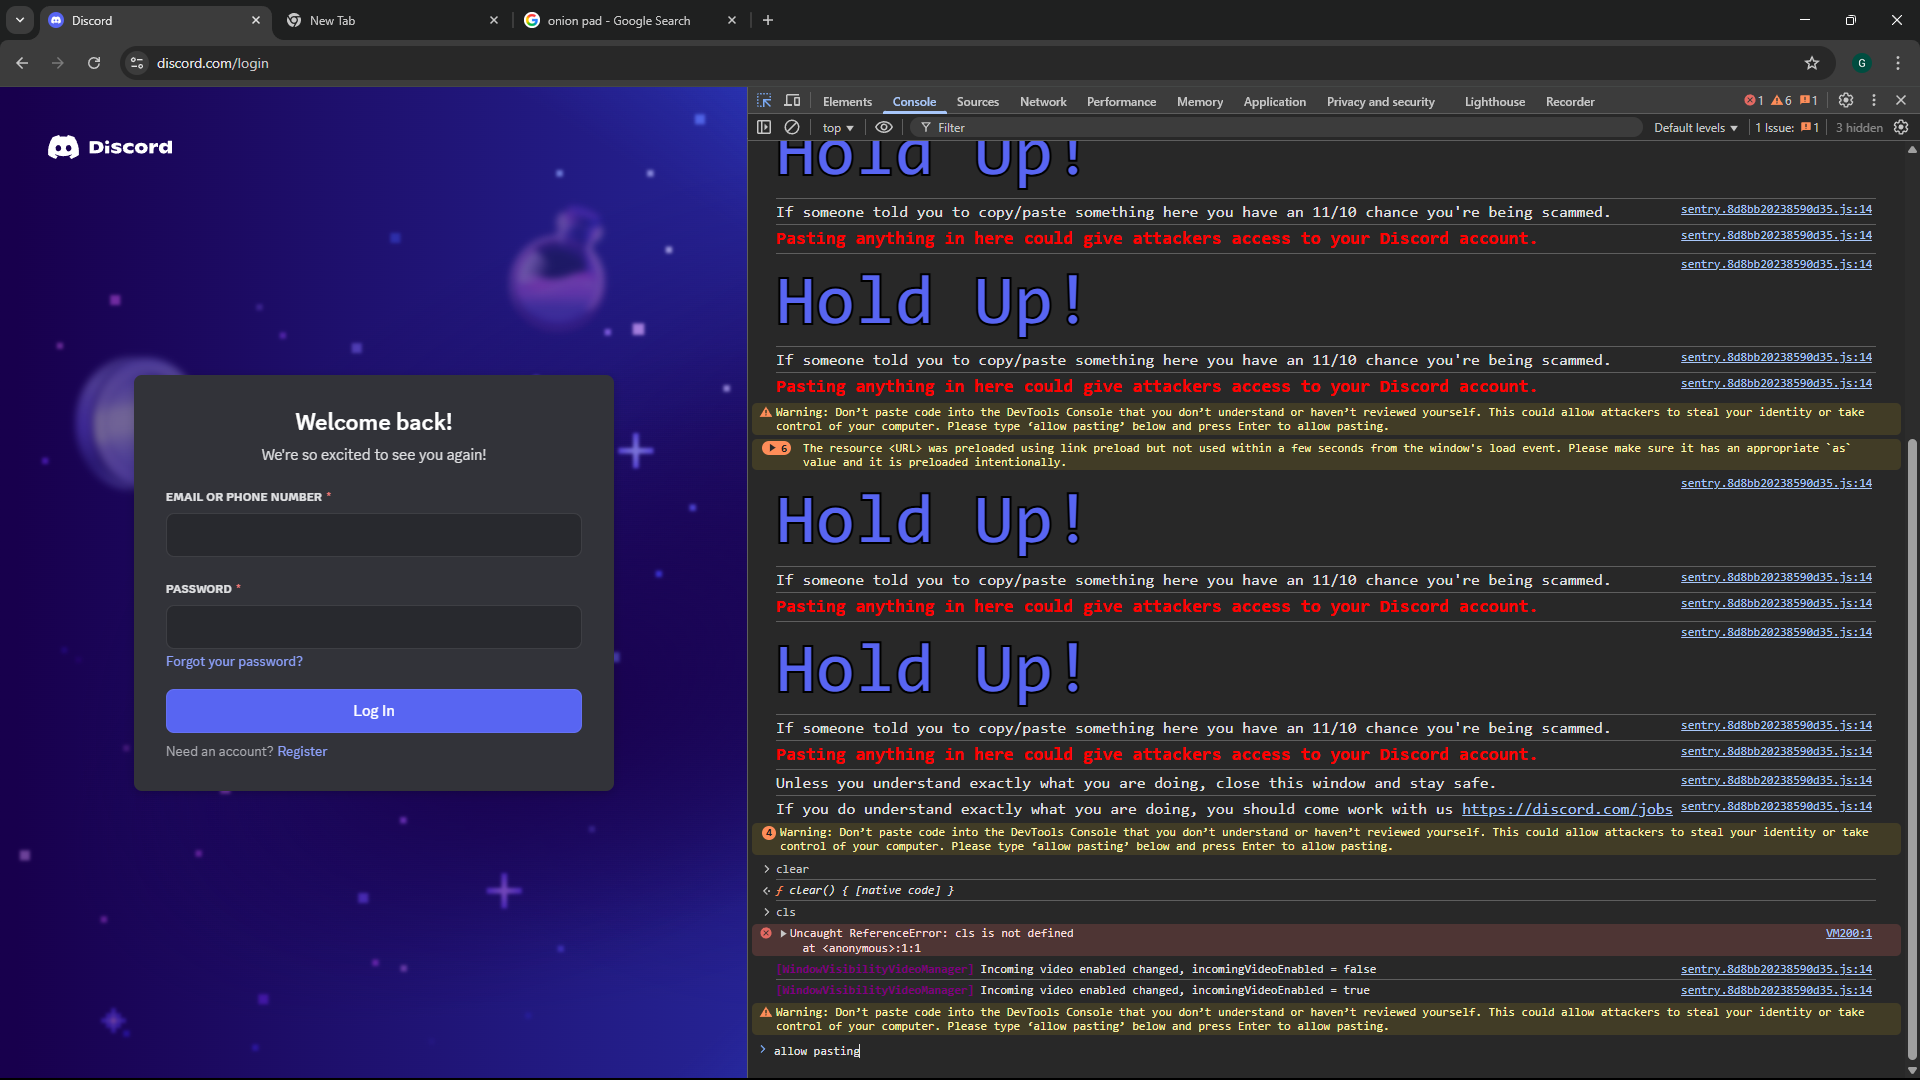 Discord
New Tab
onion pad - Google Search
discord.com/login
G
Discord
Welcome back!
We're so excited to see you again!
EMAIL OR PHONE NUMBER *
PASSWORD *
Forgot your password?
Log In
Need an account? Register
Elements Console Sources Network Performance Memory Application Privacy and security Lighthouse Recorder 1 6 1
top Filter Default levels 1 Issue: 1 3 hidden
Hold Up!
If someone told you to copy/paste something here you have an 11/10 chance you're being scammed. sentry.8d8bb20238590d35.js:14
Pasting anything in here could give attackers access to your Discord account. sentry.8d8bb20238590d35.js:14
sentry.8d8bb20238590d35.js:14
Hold Up!
If someone told you to copy/paste something here you have an 11/10 chance you're being scammed. sentry.8d8bb20238590d35.js:14
Pasting anything in here could give attackers access to your Discord account. sentry.8d8bb20238590d35.js:14
Warning: Don’t paste code into the DevTools Console that you don’t understand or haven’t reviewed yourself. This could allow attackers to steal your identity or take
control of your computer. Please type ‘allow pasting’ below and press Enter to allow pasting.
6 The resource <URL> was preloaded using link preload but not used within a few seconds from the window's load event. Please make sure it has an appropriate `as`
value and it is preloaded intentionally.
sentry.8d8bb20238590d35.js:14
Hold Up!
If someone told you to copy/paste something here you have an 11/10 chance you're being scammed. sentry.8d8bb20238590d35.js:14
Pasting anything in here could give attackers access to your Discord account. sentry.8d8bb20238590d35.js:14
sentry.8d8bb20238590d35.js:14
Hold Up!
If someone told you to copy/paste something here you have an 11/10 chance you're being scammed. sentry.8d8bb20238590d35.js:14
Pasting anything in here could give attackers access to your Discord account. sentry.8d8bb20238590d35.js:14
Unless you understand exactly what you are doing, close this window and stay safe. sentry.8d8bb20238590d35.js:14
If you do understand exactly what you are doing, you should come work with us https://discord.com/jobs sentry.8d8bb20238590d35.js:14
4 Warning: Don’t paste code into the DevTools Console that you don’t understand or haven’t reviewed yourself. This could allow attackers to steal your identity or take
control of your computer. Please type ‘allow pasting’ below and press Enter to allow pasting.
> clear
ƒ clear() { [native code] }
> cls
Uncaught ReferenceError: cls is not defined VM200:1
at <anonymous>:1:1
[WindowVisibilityVideoManager] Incoming video enabled changed, incomingVideoEnabled = false sentry.8d8bb20238590d35.js:14
[WindowVisibilityVideoManager] Incoming video enabled changed, incomingVideoEnabled = true sentry.8d8bb20238590d35.js:14
Warning: Don’t paste code into the DevTools Console that you don’t understand or haven’t reviewed yourself. This could allow attackers to steal your identity or take
control of your computer. Please type ‘allow pasting’ below and press Enter to allow pasting.
> allow pasting